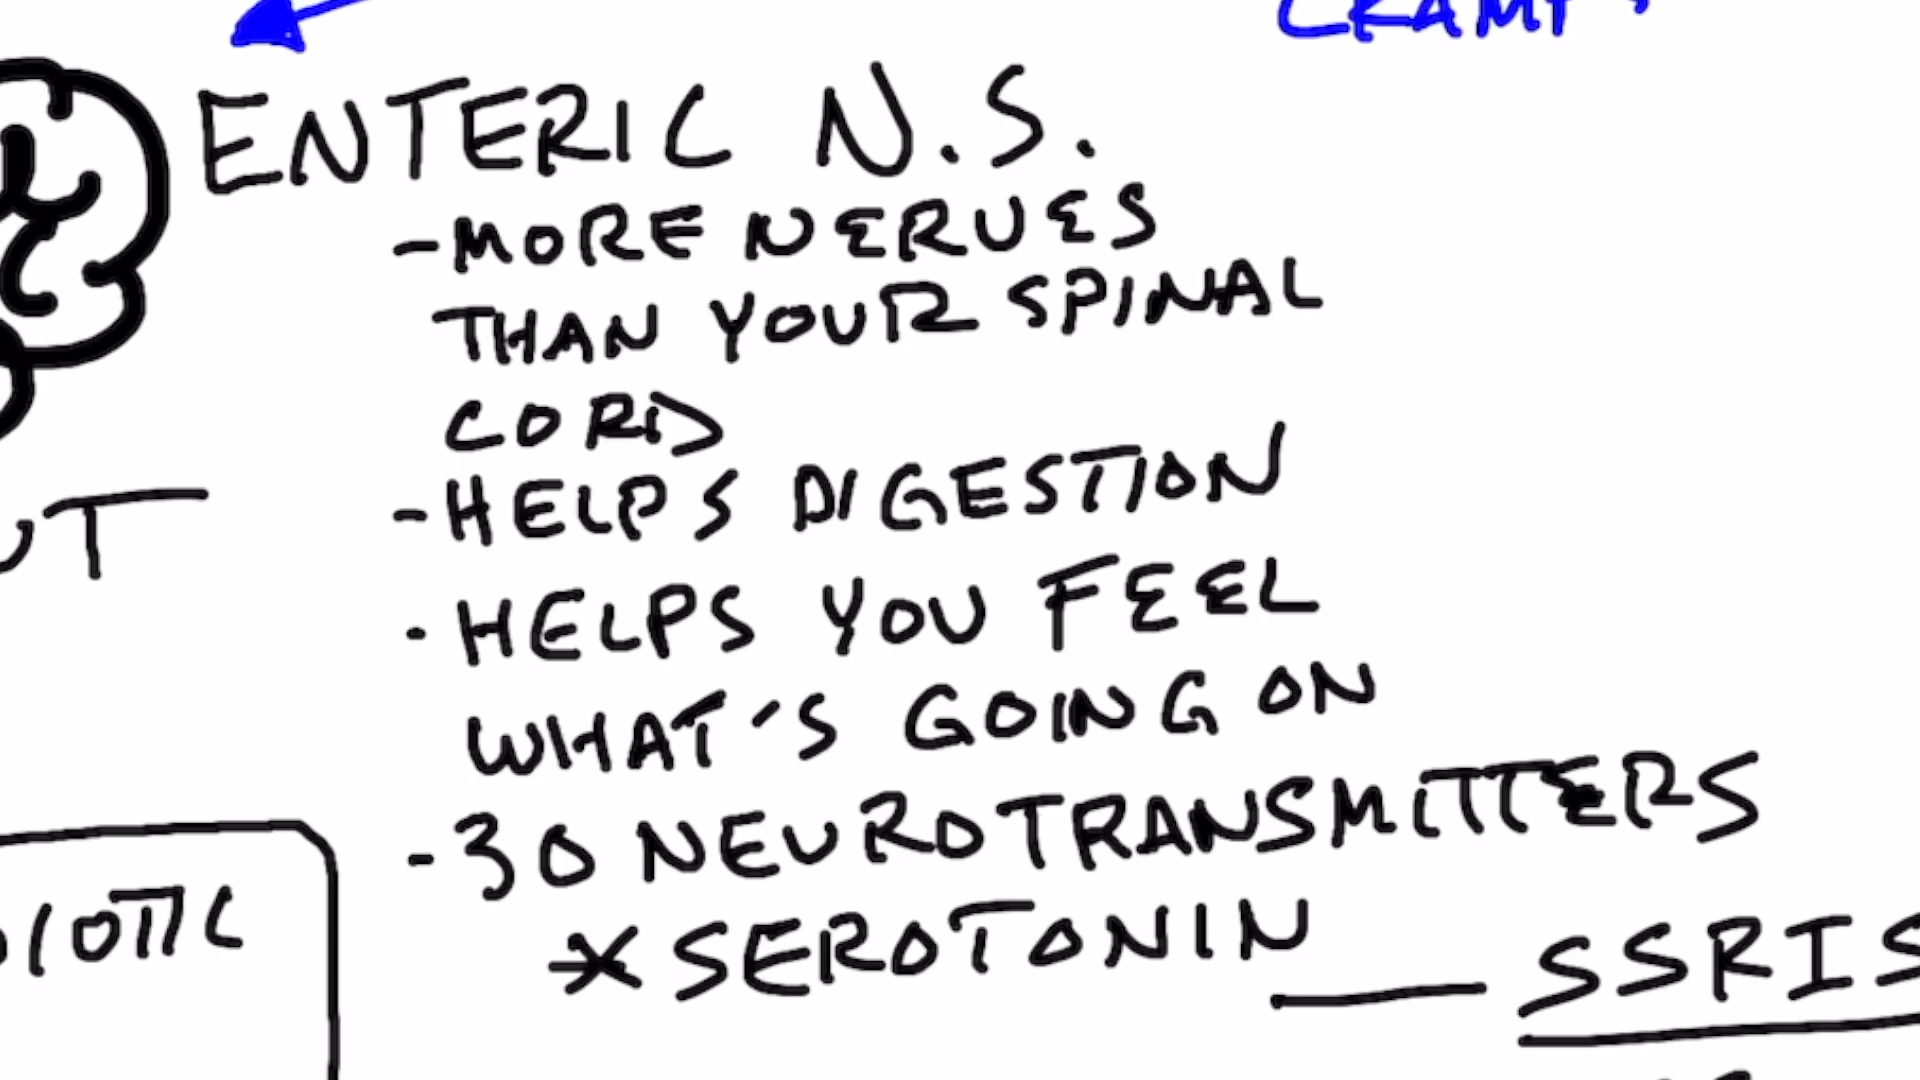 CRAMP
ENTERIC N.S.
-MORE NERVES
THAN YOUR SPINAL
CORD
-HELPS DIGESTION
-HELPS YOU FEEL
WHAT'S GOING ON
-30 NEUROTRANSMITTERS
*SEROTONIN — SSRIS